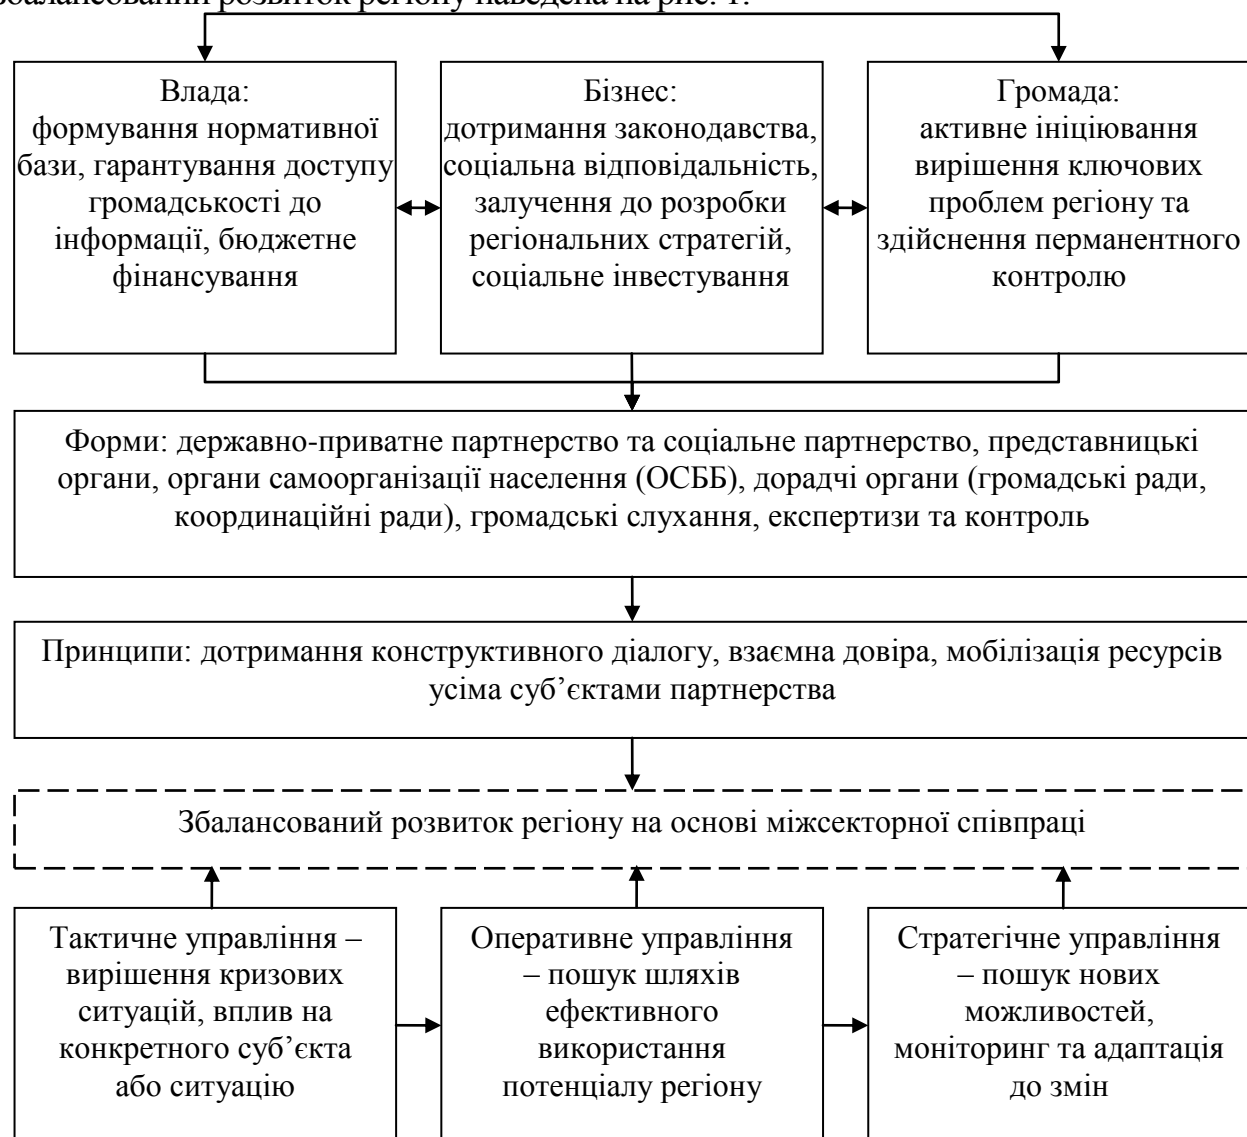 збалансований розвиток регіону наведена на рис. 1.
Влада:
формування нормативної
бази, гарантування доступу
громадськості до
інформації, бюджетне
фінансування
Бізнес:
дотримання законодавства,
соціальна відповідальність,
залучення до розробки
регіональних стратегій,
соціальне інвестування
Громада:
активне ініціювання
вирішення ключових
проблем регіону та
здійснення перманентного
контролю
Форми: державно-приватне партнерство та соціальне партнерство, представницькі
органи, органи самоорганізації населення (ОСББ), дорадчі органи (громадські ради,
координаційні ради), громадські слухання, експертизи та контроль
Принципи: дотримання конструктивного діалогу, взаємна довіра, мобілізація ресурсів
усіма суб’єктами партнерства
Збалансований розвиток регіону на основі міжсекторної співпраці
Тактичне управління –
вирішення кризових
ситуацій, вплив на
конкретного суб’єкта
або ситуацію
Оперативне управління
– пошук шляхів
ефективного
використання
потенціалу регіону
Стратегічне управління
– пошук нових
можливостей,
моніторинг та адаптація
до змін